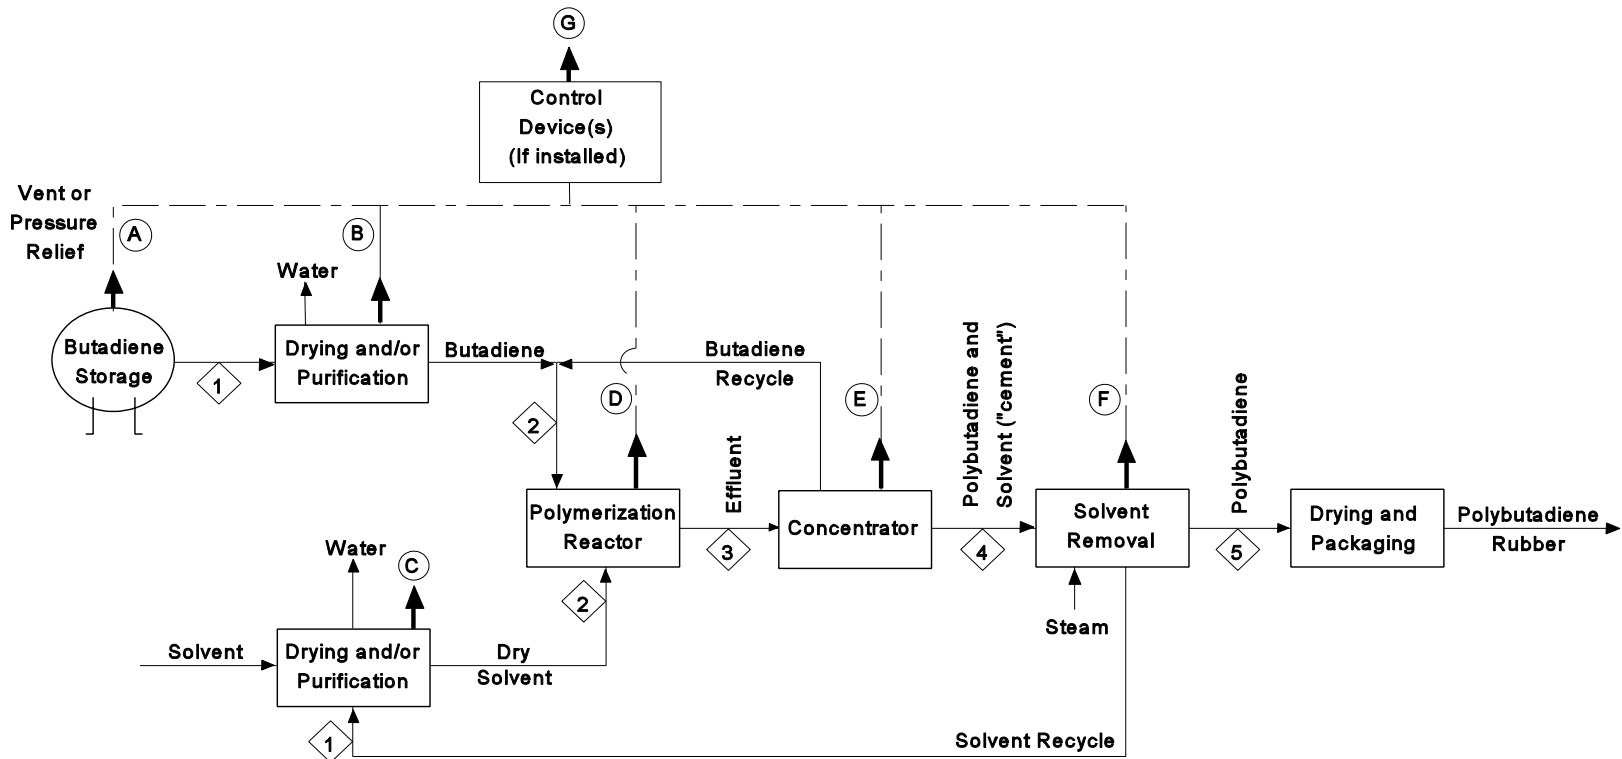 G
Control
Device(s)
(If installed)
Vent or
Pressure
Relief
A
B
Water
Butadiene
Storage
1
Drying and/or
Purification
Butadiene
Butadiene
Recycle
2
D
E
F
Effluent
Polybutadiene and
Solvent ("cement")
Polybutadiene
Polymerization
Reactor
3
Concentrator
4
Solvent
Removal
5
Drying and
Packaging
Polybutadiene
Rubber
Water
C
2
Steam
Solvent
Drying and/or
Purification
Dry
Solvent
1
Solvent Recycle